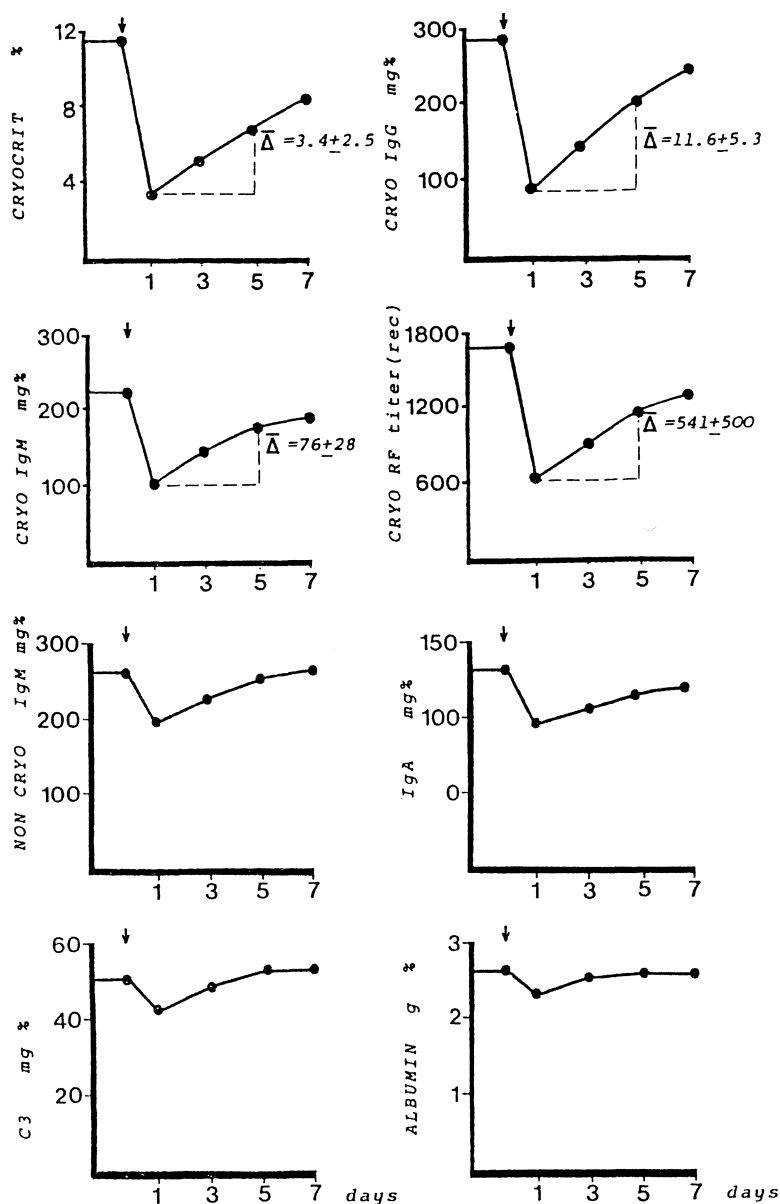 CRYOCRIT %
12
8
4
Δ̄ =3.4±2.5
1 3 5 7
CRYO IgG mg%
300
200
100
Δ̄ =11.6±5.3
1 3 5 7
CRYO IgM mg%
300
200
100
Δ̄ =76±28
1 3 5 7
CRYO RF titer(rec)
1800
1200
600
Δ̄ =541±500
1 3 5 7
NON CRYO IgM mg%
300
200
100
1 3 5 7
IgA mg%
150
100
0
1 3 5 7
C3 mg %
60
40
20
1 3 5 7 days
ALBUMIN g %
3
2
1
1 3 5 7 days